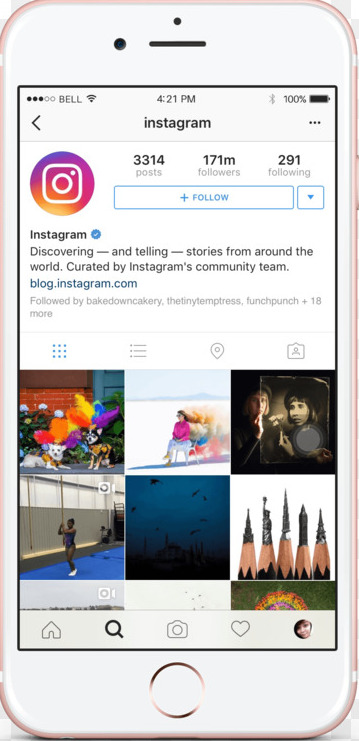 BELL 4:21 PM 100%
instagram
3314 171m 291
posts followers following
+ FOLLOW
Instagram
Discovering — and telling — stories from around the
world. Curated by Instagram's community team.
blog.instagram.com
Followed by bakedowncakery, thetinytemptress, funchpunch + 18
more